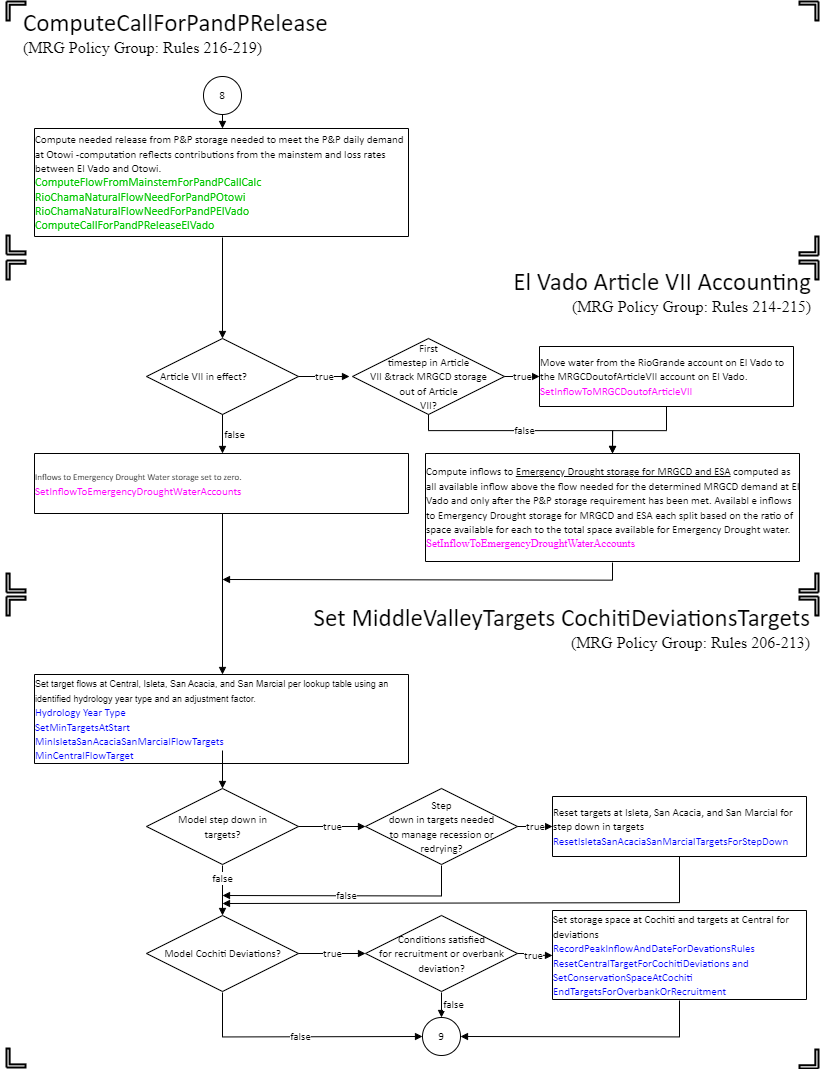 ComputeCallForPandPRelease
(MRG Policy Group: Rules 216-219)
8
Compute needed release from P&P storage needed to meet the P&P daily demand
at Otowi -computation reflects contributions from the mainstem and loss rates
between El Vado and Otowi.
ComputeFlowFromMainstemForPandPCallCalc
RioChamaNaturalFlowNeedForPandPOtowi
RioChamaNaturalFlowNeedForPandPElVado
ComputeCallForPandPReleaseElVado
El Vado Article VII Accounting
(MRG Policy Group: Rules 214-215)
Article VII in effect?
true
First
timestep in Article
VII &track MRGCD storage
out of Article
VII?
true
Move water from the RioGrande account on El Vado to
the MRGCDoutofArticleVII account on El Vado.
SetInflowToMRGCDoutofArticleVII
false
false
Inflows to Emergency Drought Water storage set to zero.
SetInflowToEmergencyDroughtWaterAccounts
Compute inflows to Emergency Drought storage for MRGCD and ESA computed as
all available inflow above the flow needed for the determined MRGCD demand at El
Vado and only after the P&P storage requirement has been met. Availabl e inflows
to Emergency Drought storage for MRGCD and ESA each split based on the ratio of
space available for each to the total space available for Emergency Drought water.
SetInflowToEmergencyDroughtWaterAccounts
Set MiddleValleyTargets CochitiDeviationsTargets
(MRG Policy Group: Rules 206-213)
Set target flows at Central, Isleta, San Acacia, and San Marcial per lookup table using an
identified hydrology year type and an adjustment factor.
Hydrology Year Type
SetMinTargetsAtStart
MinIsletaSanAcaciaSanMarcialFlowTargets
MinCentralFlowTarget
Model step down in
targets?
true
Step
down in targets needed
to manage recession or
redrying?
true
Reset targets at Isleta, San Acacia, and San Marcial for
step down in targets
ResetIsletaSanAcaciaSanMarcialTargetsForStepDown
false
false
Model Cochiti Deviations?
true
Conditions satisfied
for recruitment or overbank
deviation?
true
Set storage space at Cochiti and targets at Central for
deviations
RecordPeakInflowAndDateForDevationsRules
ResetCentralTargetForCochitiDeviations and
SetConservationSpaceAtCochiti
EndTargetsForOverbankOrRecruitment
false
false
9